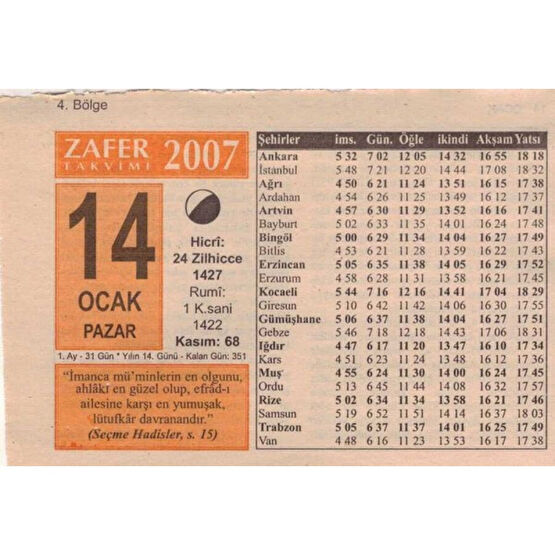 4. Bölge
ZAFER
TAKVİMİ
2007
14
OCAK
PAZAR
Hicrî:
24 Zilhicce
1427
Rumî:
1 K.sani
1422
Kasım: 68
1. Ay - 31 Gün * Yılın 14. Günü - Kalan Gün: 351
“İmanca mü’minlerin en olgunu,
ahlâkı en güzel olup, efrâd-ı
ailesine karşı en yumuşak,
lütufkâr davranandır.”
(Seçme Hadisler, s. 15)
Şehirler ims. Gün. Öğle ikindi Akşam Yatsı
Ankara 5 32 7 02 12 05 14 32 16 55 18 18
İstanbul 5 48 7 21 12 20 14 44 17 08 18 32
Ağrı 4 50 6 21 11 24 13 51 16 15 17 38
Ardahan 4 54 6 26 11 25 13 49 16 12 17 37
Artvin 4 57 6 30 11 29 13 52 16 16 17 41
Bayburt 5 02 6 33 11 35 14 01 16 24 17 48
Bingöl 5 00 6 29 11 34 14 04 16 27 17 49
Bitlis 4 53 6 21 11 28 13 58 16 21 17 43
Erzincan 5 05 6 35 11 38 14 05 16 29 17 52
Erzurum 4 58 6 28 11 31 13 58 16 21 17 45
Kocaeli 5 44 7 16 12 16 14 41 17 04 18 29
Giresun 5 10 6 42 11 42 14 06 16 30 17 55
Gümüşhane 5 06 6 37 11 38 14 04 16 27 17 51
Gebze 5 46 7 18 12 18 14 43 17 06 18 31
Iğdır 4 47 6 17 11 20 13 47 16 10 17 34
Kars 4 51 6 23 11 24 13 48 16 12 17 36
Muş 4 55 6 24 11 30 14 00 16 24 17 45
Ordu 5 13 6 45 11 44 14 08 16 32 17 57
Rize 5 02 6 34 11 34 13 58 16 21 17 46
Samsun 5 19 6 52 11 51 14 14 16 37 18 03
Trabzon 5 05 6 37 11 37 14 01 16 25 17 49
Van 4 48 6 16 11 23 13 53 16 17 17 38